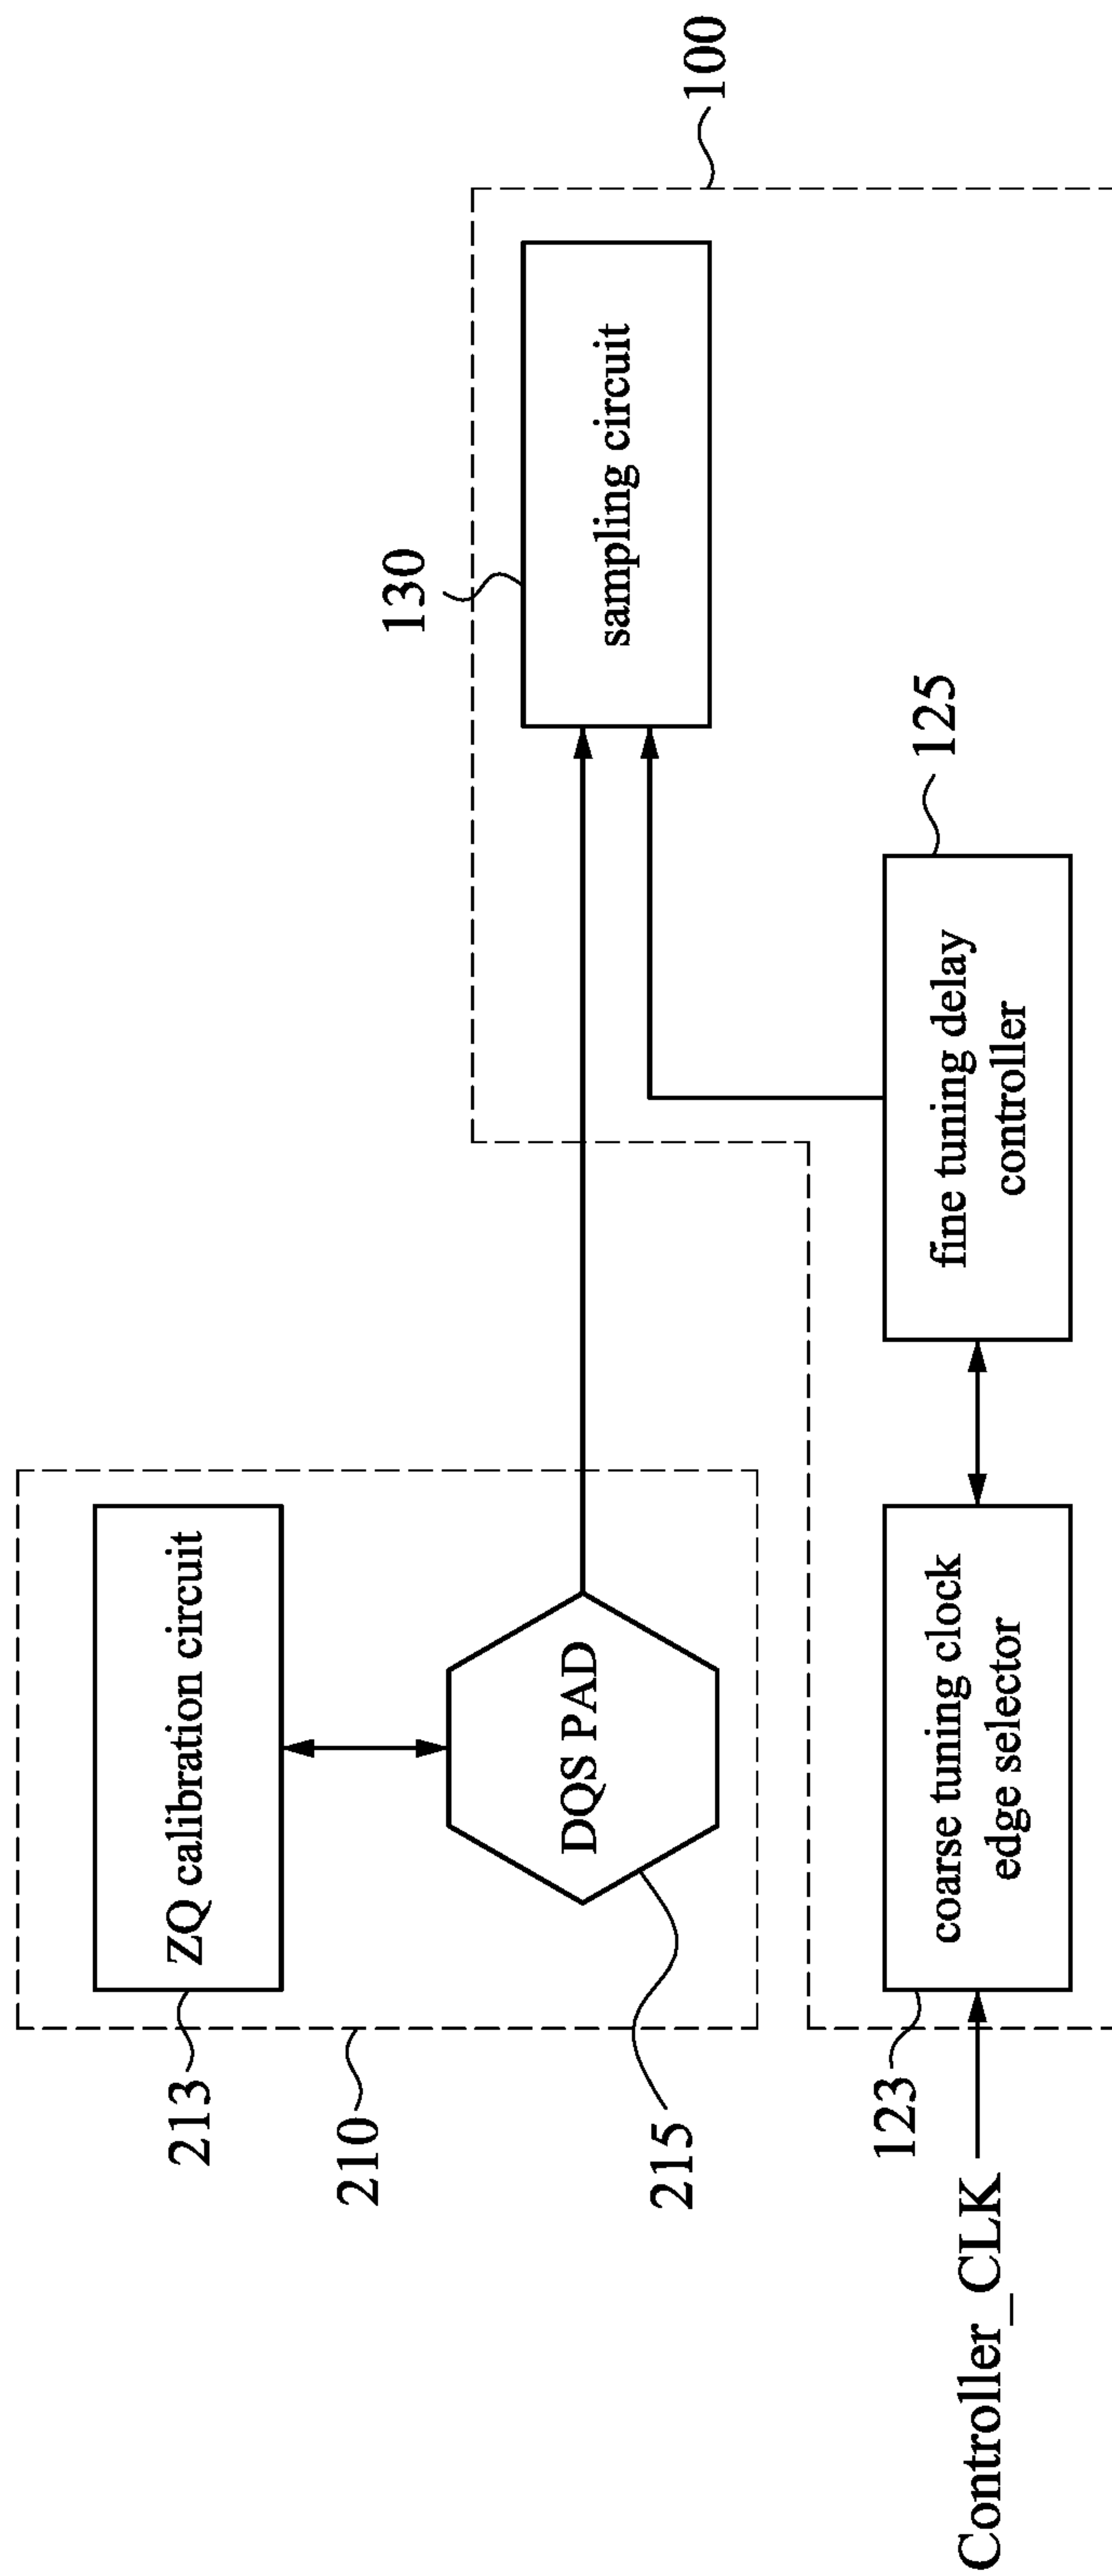 213
ZQ calibration circuit
210
215
DQS PAD
130
sampling circuit
100
Controller_CLK
123
coarse tuning clock
edge selector
fine tuning delay
controller
125